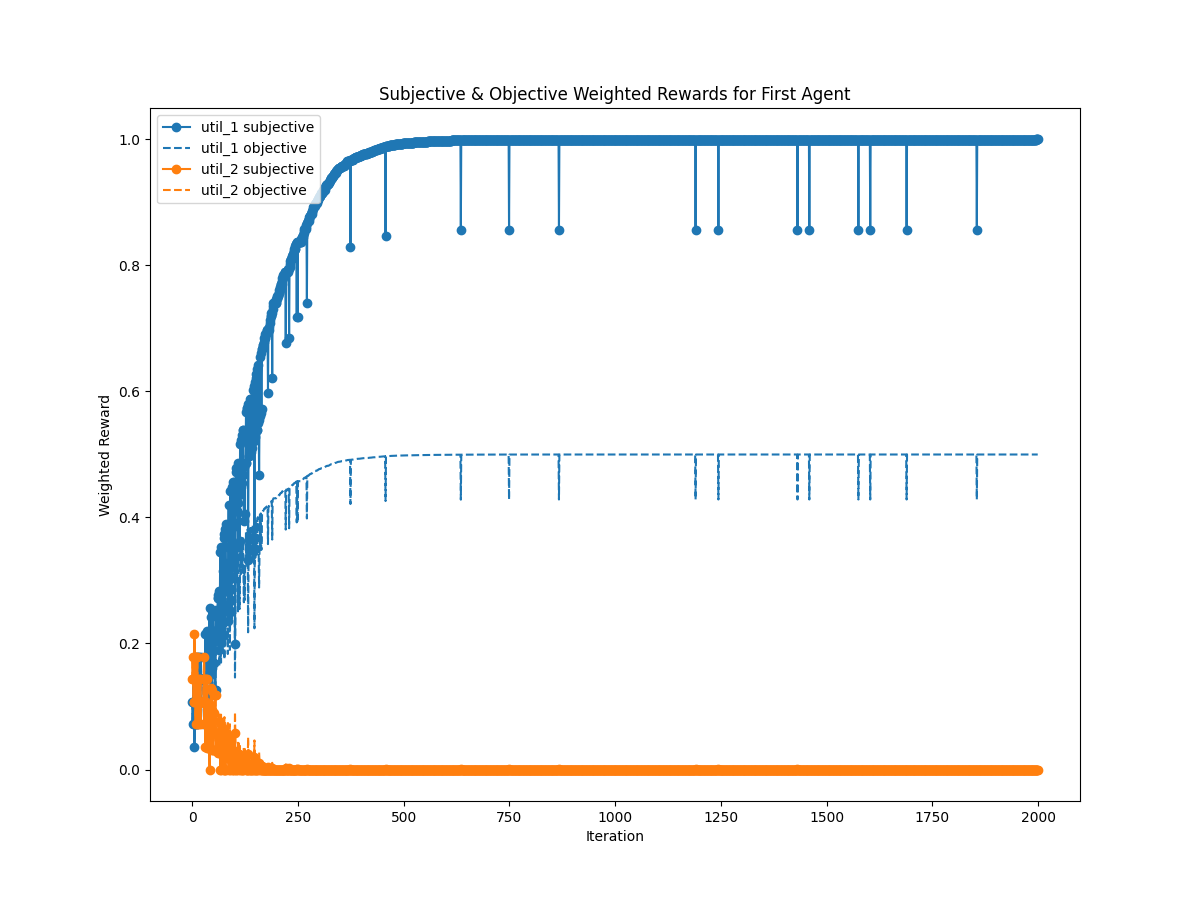 Subjective & Objective Weighted Rewards for First Agent
util_1 subjective
util_1 objective
util_2 subjective
util_2 objective
1.0
0.8
0.6
0.4
0.2
0.0
Weighted Reward
0 250 500 750 1000 1250 1500 1750 2000
Iteration